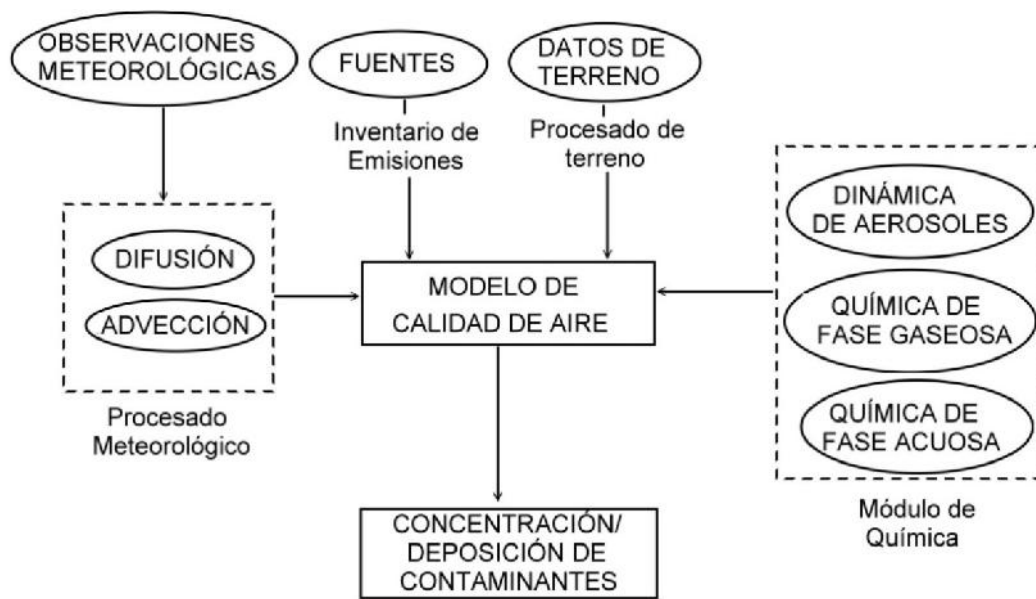 OBSERVACIONES
METEOROLÓGICAS
FUENTES
DATOS DE
TERRENO
Inventario de
Emisiones
Procesado de
terreno
DIFUSIÓN
ADVECCIÓN
Procesado
Meteorológico
MODELO DE
CALIDAD DE AIRE
DINÁMICA
DE AEROSOLES
QUÍMICA DE
FASE GASEOSA
QUÍMICA DE
FASE ACUOSA
Módulo de
Química
CONCENTRACIÓN/
DEPOSICIÓN DE
CONTAMINANTES